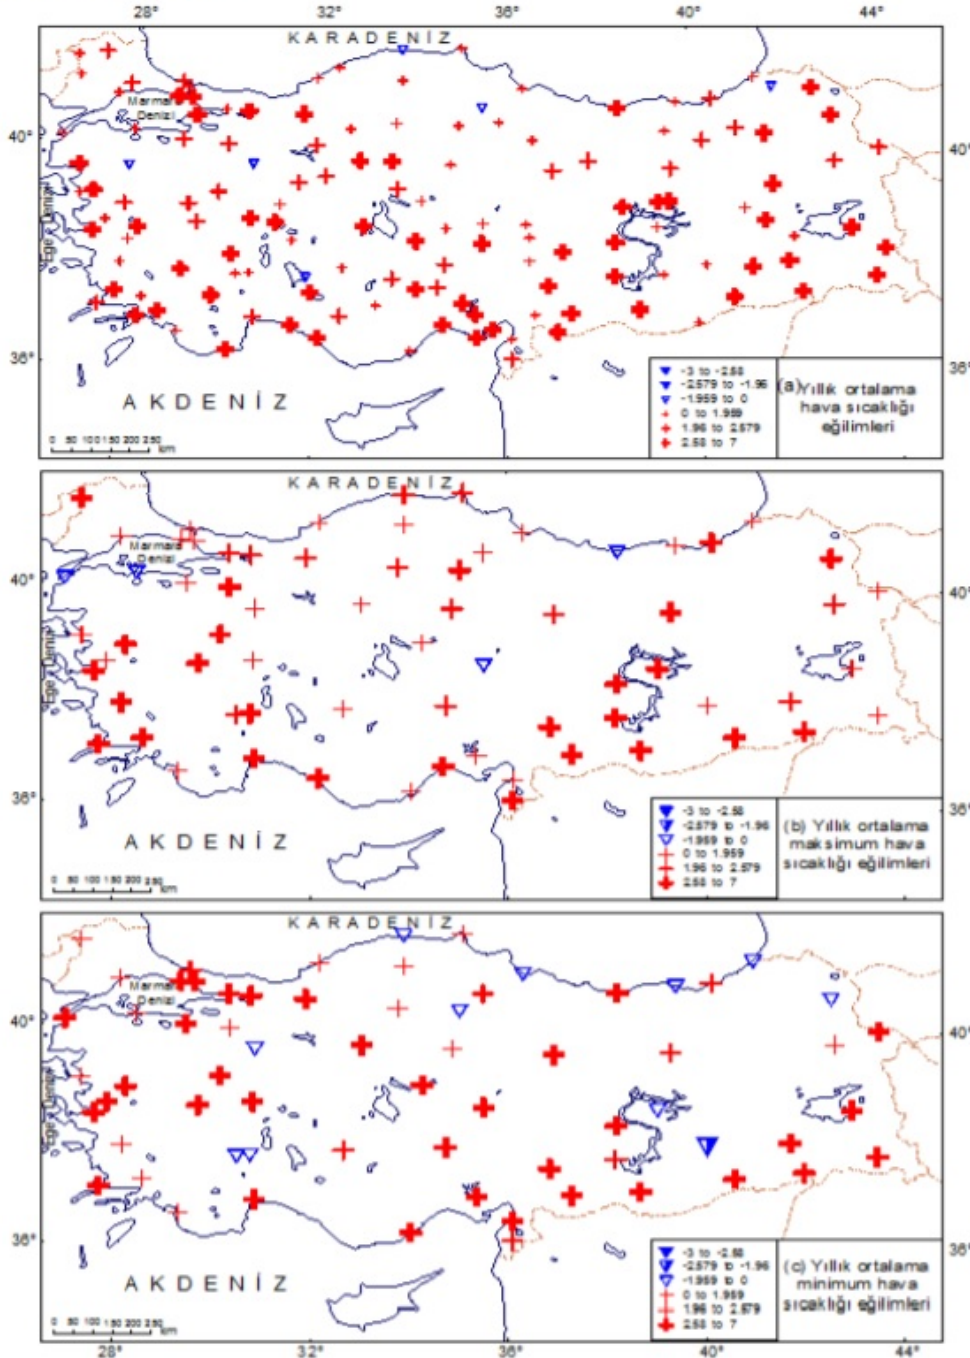 28° 32° 36° 40° 44°
KARADENİZ
Marmara
Denizi
40° 40°
Ege Denizi
36° 36°
AKDENİZ
0 50 100 150 200 250
km
-3 to -2.58
-2.579 to -1.96
-1.959 to 0
0 to 1.959
1.96 to 2.579
2.58 to 7
(a) Yıllık ortalama
hava sıcaklığı
eğilimleri
KARADENİZ
Marmara
Denizi
40° 40°
Ege Denizi
36° 36°
AKDENİZ
0 50 100 150 200 250
km
-3 to -2.58
-2.579 to -1.96
-1.959 to 0
0 to 1.959
1.96 to 2.579
2.58 to 7
(b) Yıllık ortalama
maksimum hava
sıcaklığı eğilimleri
KARADENİZ
Marmara
Denizi
40° 40°
Ege Denizi
36° 36°
AKDENİZ
0 50 100 150 200 250
km
-3 to -2.58
-2.579 to -1.96
-1.959 to 0
0 to 1.959
1.96 to 2.579
2.58 to 7
(c) Yıllık ortalama
minimum hava
sıcaklığı eğilimleri
28° 32° 36° 40° 44°